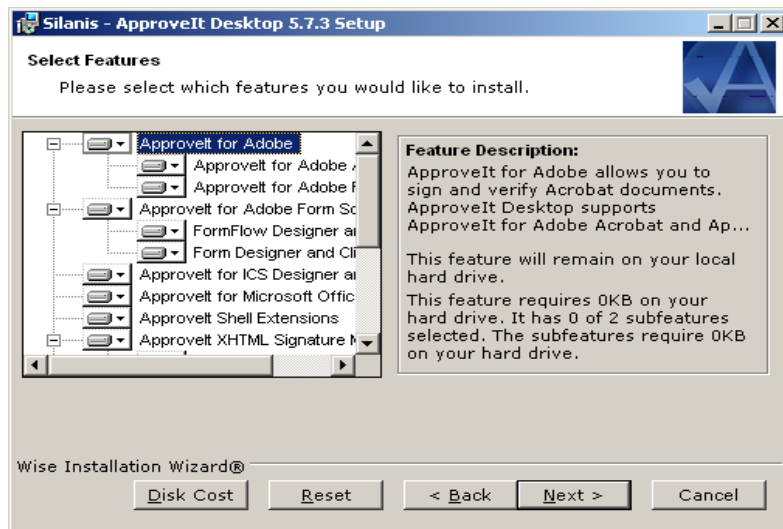 Silanis - ApproveIt Desktop 5.7.3 Setup
Select Features
Please select which features you would like to install.
ApproveIt for Adobe
ApproveIt for Adobe
ApproveIt for Adobe
ApproveIt for Adobe Form
FormFlow Designer
Form Designer and
ApproveIt for ICS Designer
ApproveIt for Microsoft
ApproveIt Shell Extensions
ApproveIt XHTML Signature
Feature Description:
ApproveIt for Adobe allows you to
sign and verify Acrobat documents.
ApproveIt Desktop supports
ApproveIt for Adobe Acrobat and Ap...
This feature will remain on your local
hard drive.
This feature requires 0KB on your
hard drive. It has 0 of 2 subfeatures
selected. The subfeatures require 0KB
on your hard drive.
Wise Installation Wizard®
Disk Cost
Reset
< Back
Next >
Cancel